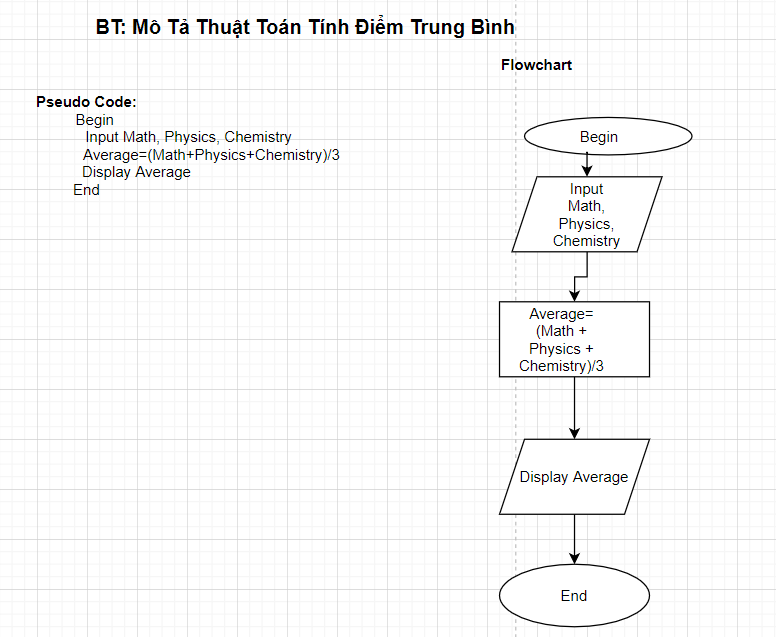 BT: Mô Tả Thuật Toán Tính Điểm Trung Bình
Flowchart
Pseudo Code:
Begin
Input Math, Physics, Chemistry
Average=(Math+Physics+Chemistry)/3
Display Average
End
Begin
Input
Math,
Physics,
Chemistry
Average=
(Math +
Physics +
Chemistry)/3
Display Average
End